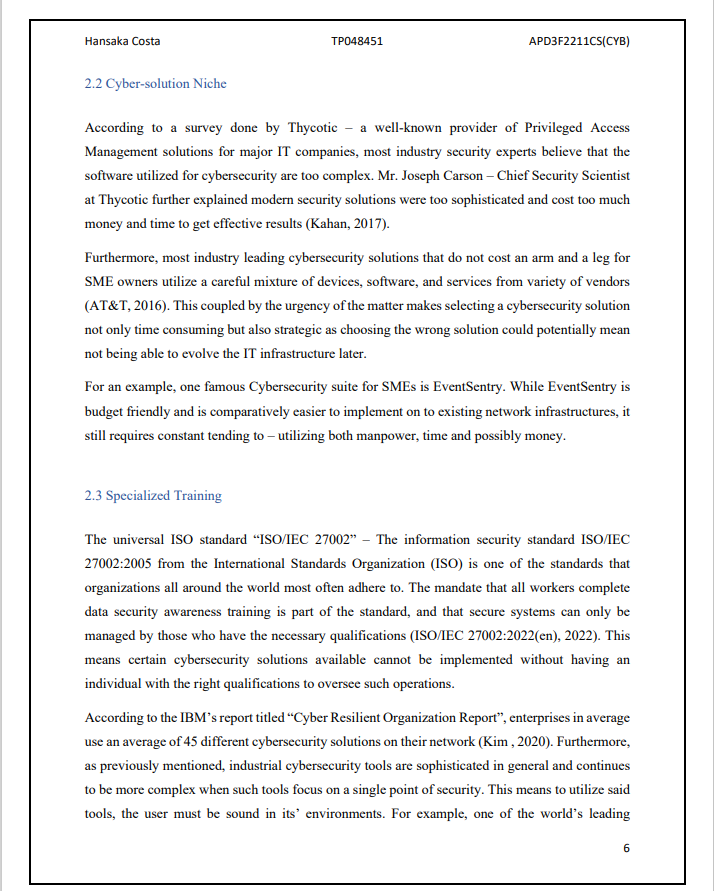 Hansaka Costa TP048451 APD3F2211CS(CYB)
2.2 Cyber-solution Niche
According to a survey done by Thycotic – a well-known provider of Privileged Access
Management solutions for major IT companies, most industry security experts believe that the
software utilized for cybersecurity are too complex. Mr. Joseph Carson – Chief Security Scientist
at Thycotic further explained modern security solutions were too sophisticated and cost too much
money and time to get effective results (Kahan, 2017).
Furthermore, most industry leading cybersecurity solutions that do not cost an arm and a leg for
SME owners utilize a careful mixture of devices, software, and services from variety of vendors
(AT&T, 2016). This coupled by the urgency of the matter makes selecting a cybersecurity solution
not only time consuming but also strategic as choosing the wrong solution could potentially mean
not being able to evolve the IT infrastructure later.
For an example, one famous Cybersecurity suite for SMEs is EventSentry. While EventSentry is
budget friendly and is comparatively easier to implement on to existing network infrastructures, it
still requires constant tending to – utilizing both manpower, time and possibly money.
2.3 Specialized Training
The universal ISO standard “ISO/IEC 27002” – The information security standard ISO/IEC
27002:2005 from the International Standards Organization (ISO) is one of the standards that
organizations all around the world most often adhere to. The mandate that all workers complete
data security awareness training is part of the standard, and that secure systems can only be
managed by those who have the necessary qualifications (ISO/IEC 27002:2022(en), 2022). This
means certain cybersecurity solutions available cannot be implemented without having an
individual with the right qualifications to oversee such operations.
According to the IBM’s report titled “Cyber Resilient Organization Report”, enterprises in average
use an average of 45 different cybersecurity solutions on their network (Kim , 2020). Furthermore,
as previously mentioned, industrial cybersecurity tools are sophisticated in general and continues
to be more complex when such tools focus on a single point of security. This means to utilize said
tools, the user must be sound in its’ environments. For example, one of the world’s leading
6